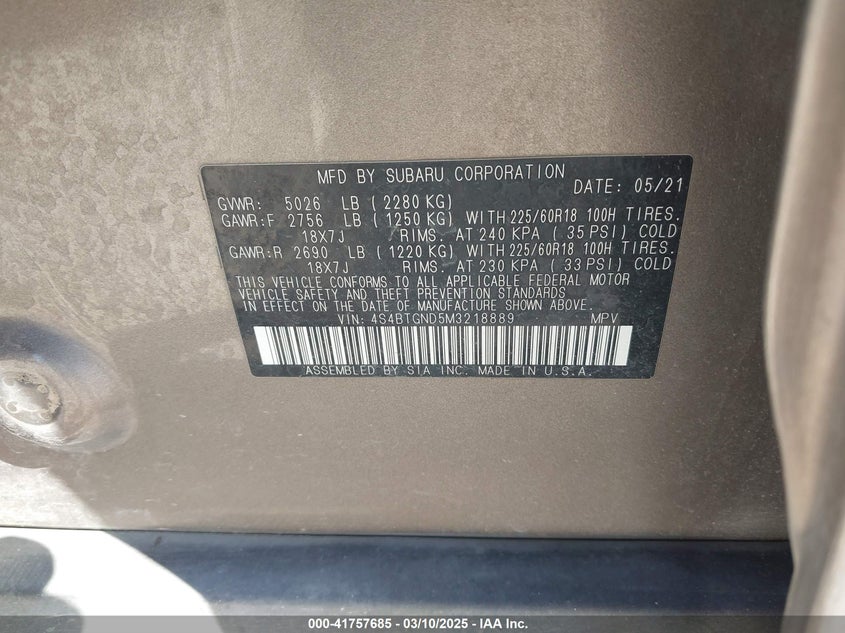 MFD BY SUBARU CORPORATION
DATE: 05/21
GVWR: 5026 LB (2280 KG)
GAWR:F 2756 LB (1250 KG) WITH 225/60R18 100H TIRES.
18X7J RIMS. AT 240 KPA (35 PSI) COLD
GAWR:R 2690 LB (1220 KG) WITH 225/60R18 100H TIRES.
18X7J RIMS. AT 230 KPA (33 PSI) COLD
THIS VEHICLE CONFORMS TO ALL APPLICABLE FEDERAL MOTOR
VEHICLE SAFETY AND THEFT PREVENTION STANDARDS
IN EFFECT ON THE DATE OF MANUFACTURE SHOWN ABOVE.
VIN: 4S4BTGND5M3218889 MPV
ASSEMBLED BY SIA INC. MADE IN U.S.A.
000-41757685 — 03/10/2025 — IAA Inc.